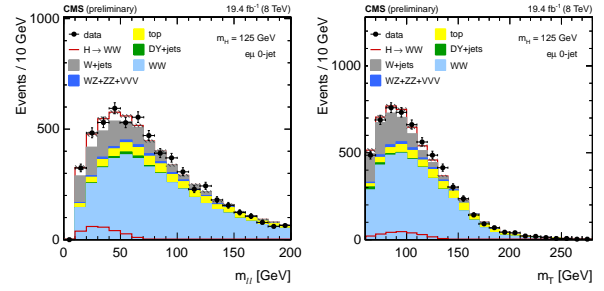 CMS (preliminary) 19.4 fb⁻¹ (8 TeV)
Events / 10 GeV
1000
500
0
data
H → WW
W+jets
WZ+ZZ+VVV
top
DY+jets
WW
m_H = 125 GeV
eμ 0-jet
0 50 100 150 200
m_ll [GeV]
CMS (preliminary) 19.4 fb⁻¹ (8 TeV)
Events / 10 GeV
1000
500
0
data
H → WW
W+jets
WZ+ZZ+VVV
top
DY+jets
WW
m_H = 125 GeV
eμ 0-jet
100 150 200 250
m_T [GeV]